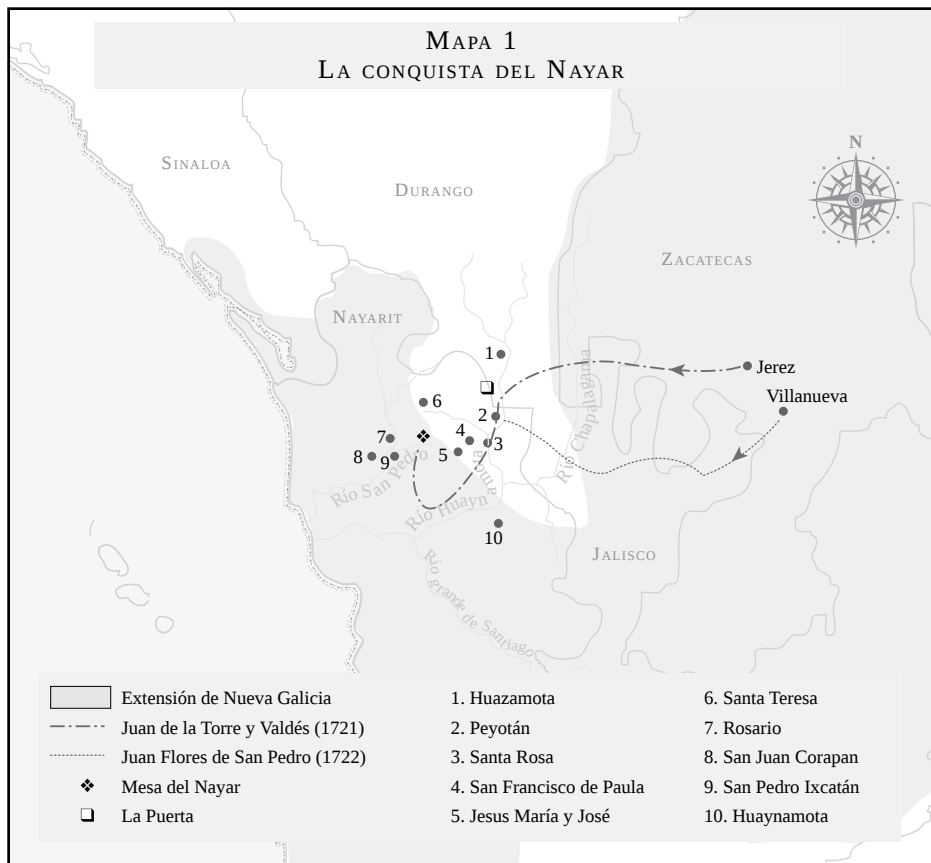 Mapa 1
La conquista del Nayar
N
Sinaloa
Durango
Zacatecas
Nayarit
1
Jerez
Villanueva
6
2
7
4
3
8
9
5
Río San Pedro
Río Huaynamota
Río Chapalagama
10
Jalisco
Río grande de Santiago
Extensión de Nueva Galicia
Juan de la Torre y Valdés (1721)
Juan Flores de San Pedro (1722)
Mesa del Nayar
La Puerta
1. Huazamota
2. Peyotán
3. Santa Rosa
4. San Francisco de Paula
5. Jesus María y José
6. Santa Teresa
7. Rosario
8. San Juan Corapan
9. San Pedro Ixcatán
10. Huaynamota